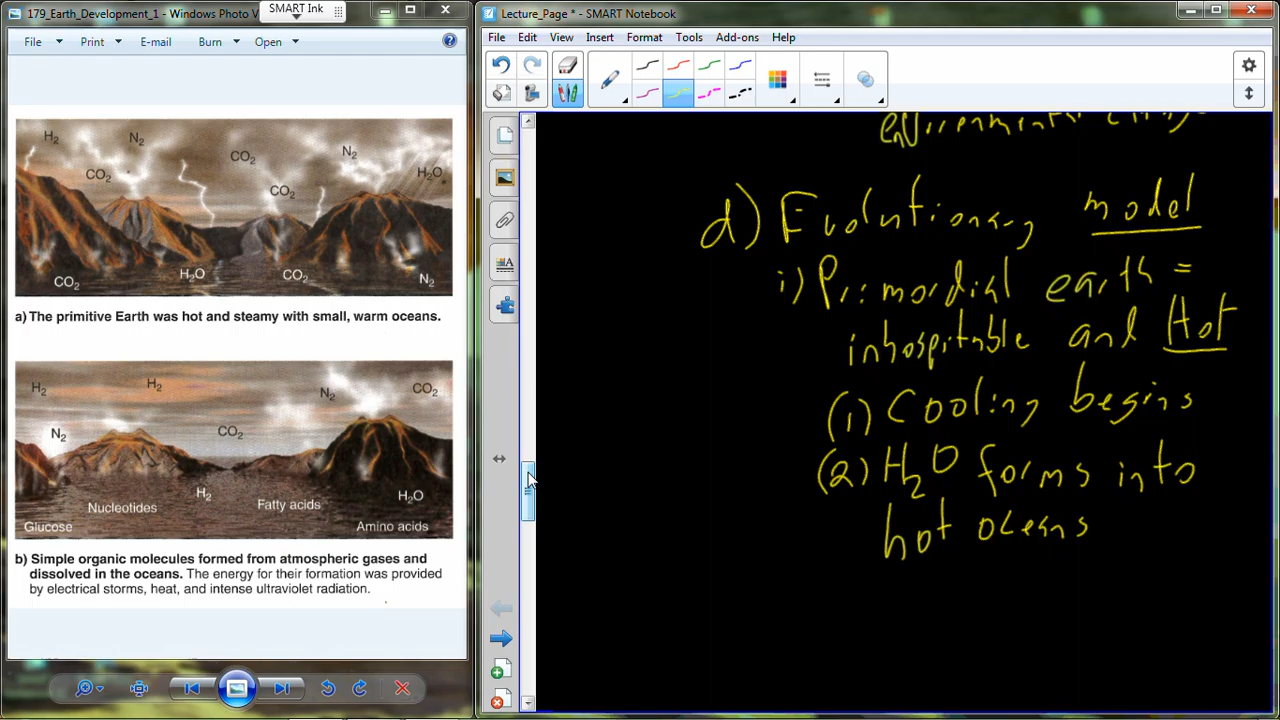 179_Earth_Development_1 - Windows Photo V
SMART Ink
File Print E-mail Burn Open
H₂
N₂
CO₂
CO₂
CO₂
N₂
H₂O
CO₂
H₂O
CO₂
N₂
a) The primitive Earth was hot and steamy with small, warm oceans.
H₂
H₂
N₂
CO₂
N₂
CO₂
H₂
Fatty acids
H₂O
Nucleotides
Glucose
Amino acids
b) Simple organic molecules formed from atmospheric gases and
dissolved in the oceans. The energy for their formation was provided
by electrical storms, heat, and intense ultraviolet radiation.
Lecture_Page * - SMART Notebook
File Edit View Insert Format Tools Add-ons Help
d) Evolutionary model
i) Primordial earth =
inhospitable and Hot
(1) Cooling begins
(2) H₂O forms into
hot oceans